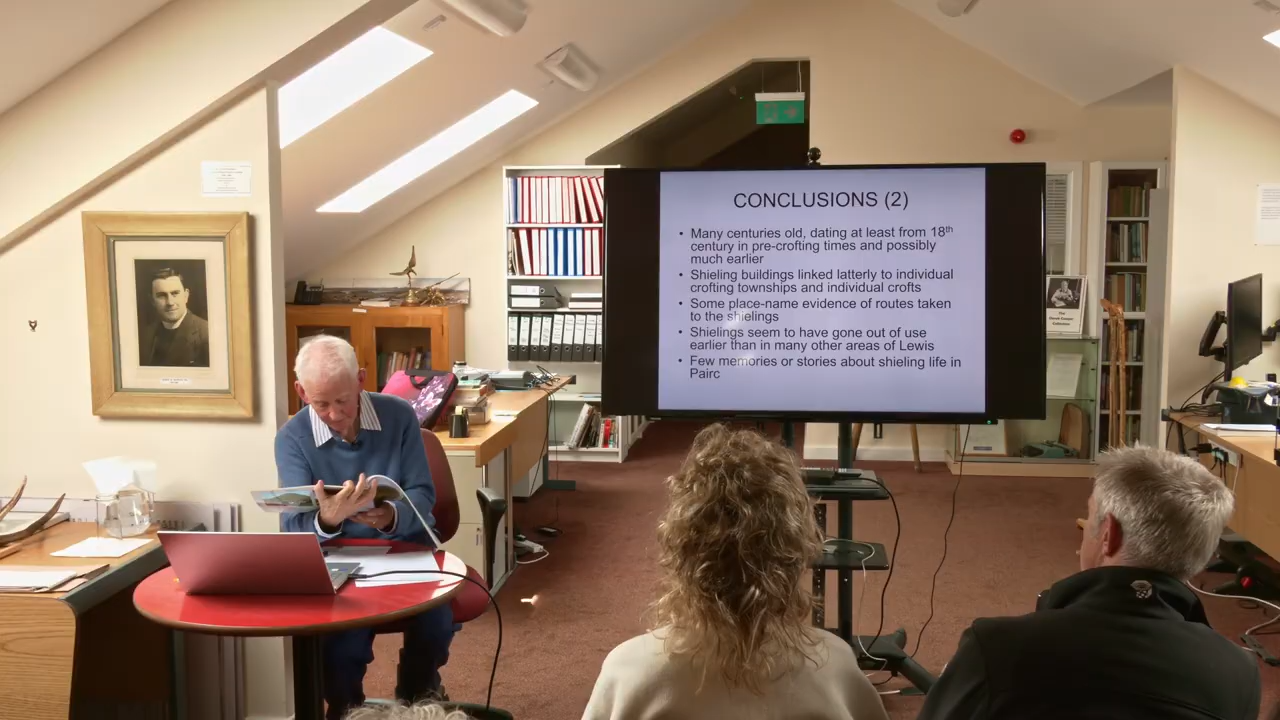 CONCLUSIONS (2)
• Many centuries old, dating at least from 18th
century in pre-crofting times and possibly
much earlier
• Shieling buildings linked latterly to individual
crofting townships and individual crofts
• Some place-name evidence of routes taken
to the shielings
• Shielings seem to have gone out of use
earlier than in many other areas of Lewis
• Few memories or stories about shieling life in
Pairc